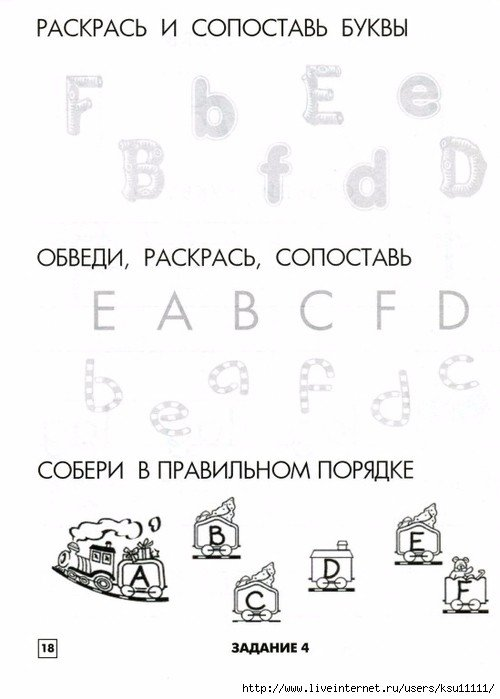 РАСКРАСЬ И СОПОСТАВЬ БУКВЫ
F b E e
B f d D
ОБВЕДИ, РАСКРАСЬ, СОПОСТАВЬ
E A B C F D
b e a f d c
СОБЕРИ В ПРАВИЛЬНОМ ПОРЯДКЕ
A B C D E F
18 ЗАДАНИЕ 4
http://www.liveinternet.ru/users/ksu11111/